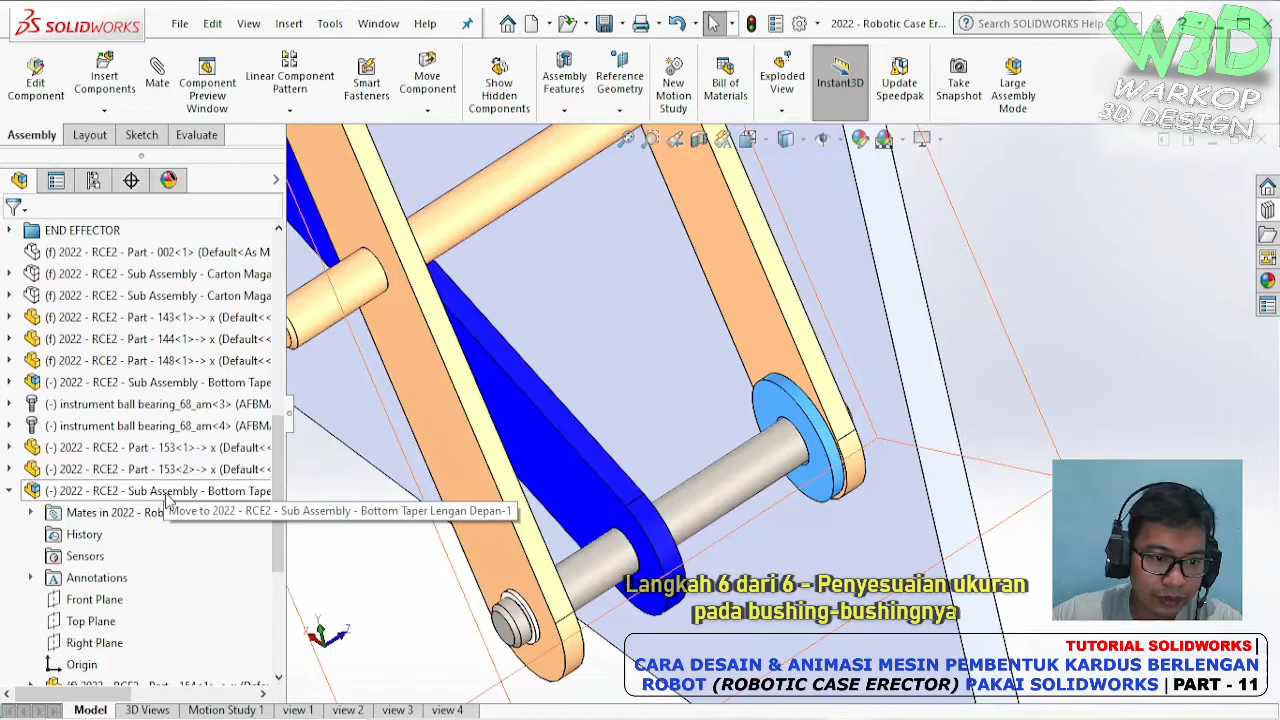 SOLIDWORKS
File Edit View Insert Tools Window Help
2022 - Robotic Case Er...
Search SOLIDWORKS Help
W3D
WARKOP
3D DESIGN
Edit Component
Insert Components
Mate
Component Preview Window
Linear Component Pattern
Smart Fasteners
Move Component
Show Hidden Components
Assembly Features
Reference Geometry
New Motion Study
Bill of Materials
Exploded View
Instant3D
Update Speedpak
Take Snapshot
Large Assembly Mode
Assembly Layout Sketch Evaluate
END EFFECTOR
(f) 2022 - RCE2 - Part - 002<1> (Default<As M
(f) 2022 - RCE2 - Sub Assembly - Carton Maga
(f) 2022 - RCE2 - Sub Assembly - Carton Maga
(f) 2022 - RCE2 - Part - 143<1>-> x (Default<
(f) 2022 - RCE2 - Part - 144<1>-> x (Default<
(f) 2022 - RCE2 - Part - 148<1>-> x (Default<
(-) 2022 - RCE2 - Sub Assembly - Bottom Tape
(-) instrument ball bearing_68_am<3> (AFBM
(-) instrument ball bearing_68_am<4> (AFBM
(-) 2022 - RCE2 - Part - 153<1>-> x (Default<
(-) 2022 - RCE2 - Part - 153<2>-> x (Default<
(-) 2022 - RCE2 - Sub Assembly - Bottom Tape
Move to 2022 - RCE2 - Sub Assembly - Bottom Taper Lengan Depan-1
Mates in 2022 - Rob
History
Sensors
Annotations
Front Plane
Top Plane
Right Plane
Origin
Langkah 6 dari 6 - Penyesuaian ukuran
pada bushing-bushingnya
TUTORIAL SOLIDWORKS |
CARA DESAIN & ANIMASI MESIN PEMBENTUK KARDUS BERLENGAN
ROBOT (ROBOTIC CASE ERECTOR) PAKAI SOLIDWORKS | PART - 11
Model 3D Views Motion Study 1 view 1 view 2 view 3 view 4